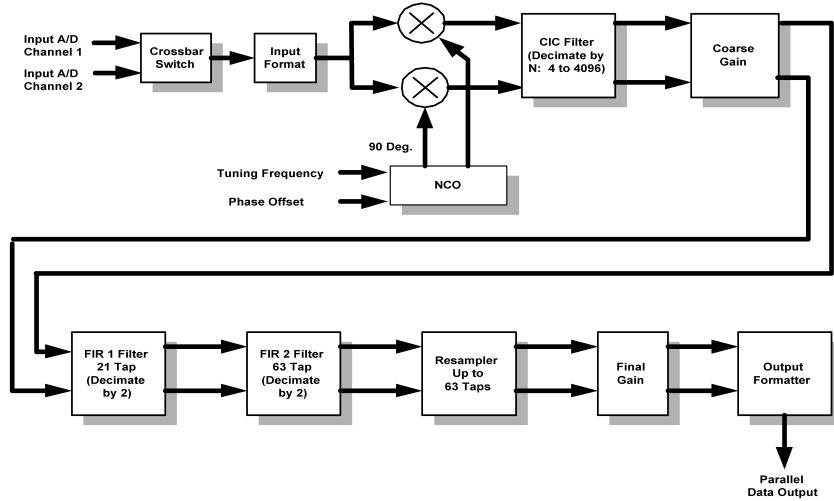 Input A/D
Channel 1
Input A/D
Channel 2
Crossbar
Switch
Input
Format
CIC Filter
(Decimate by
N: 4 to 4096)
Coarse
Gain
90 Deg.
Tuning Frequency
Phase Offset
NCO
FIR 1 Filter
21 Tap
(Decimate
by 2)
FIR 2 Filter
63 Tap
(Decimate
by 2)
Resampler
Up to
63 Taps
Final
Gain
Output
Formatter
Parallel
Data Output